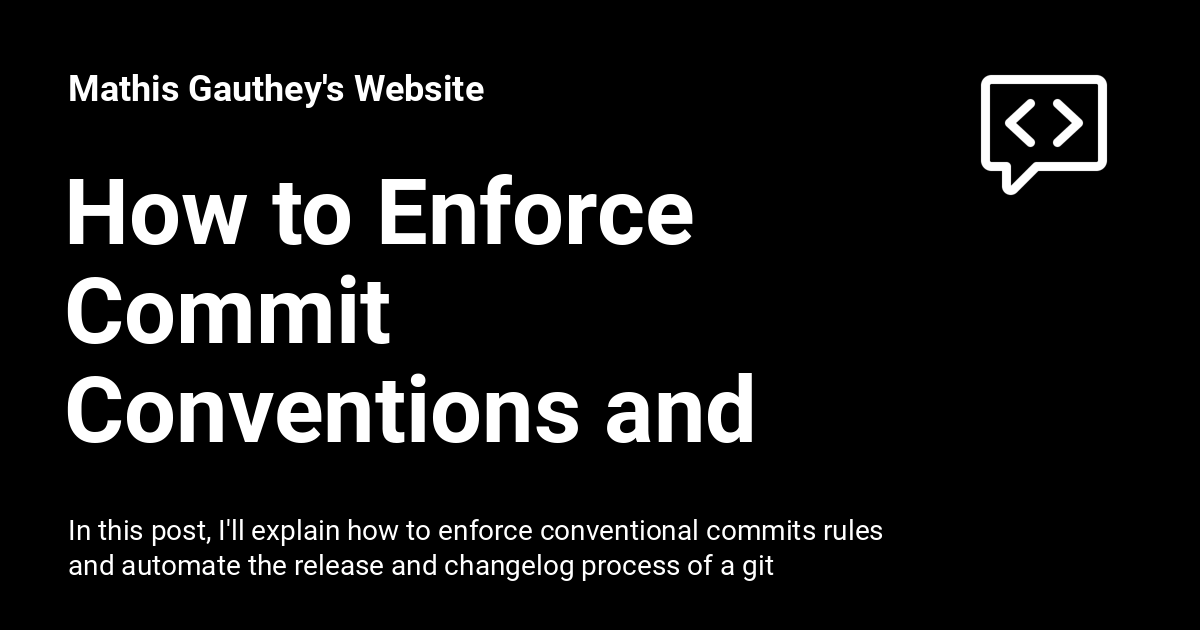 Mathis Gauthey's Website
How to Enforce
Commit
Conventions and
In this post, I'll explain how to enforce conventional commits rules
and automate the release and changelog process of a git